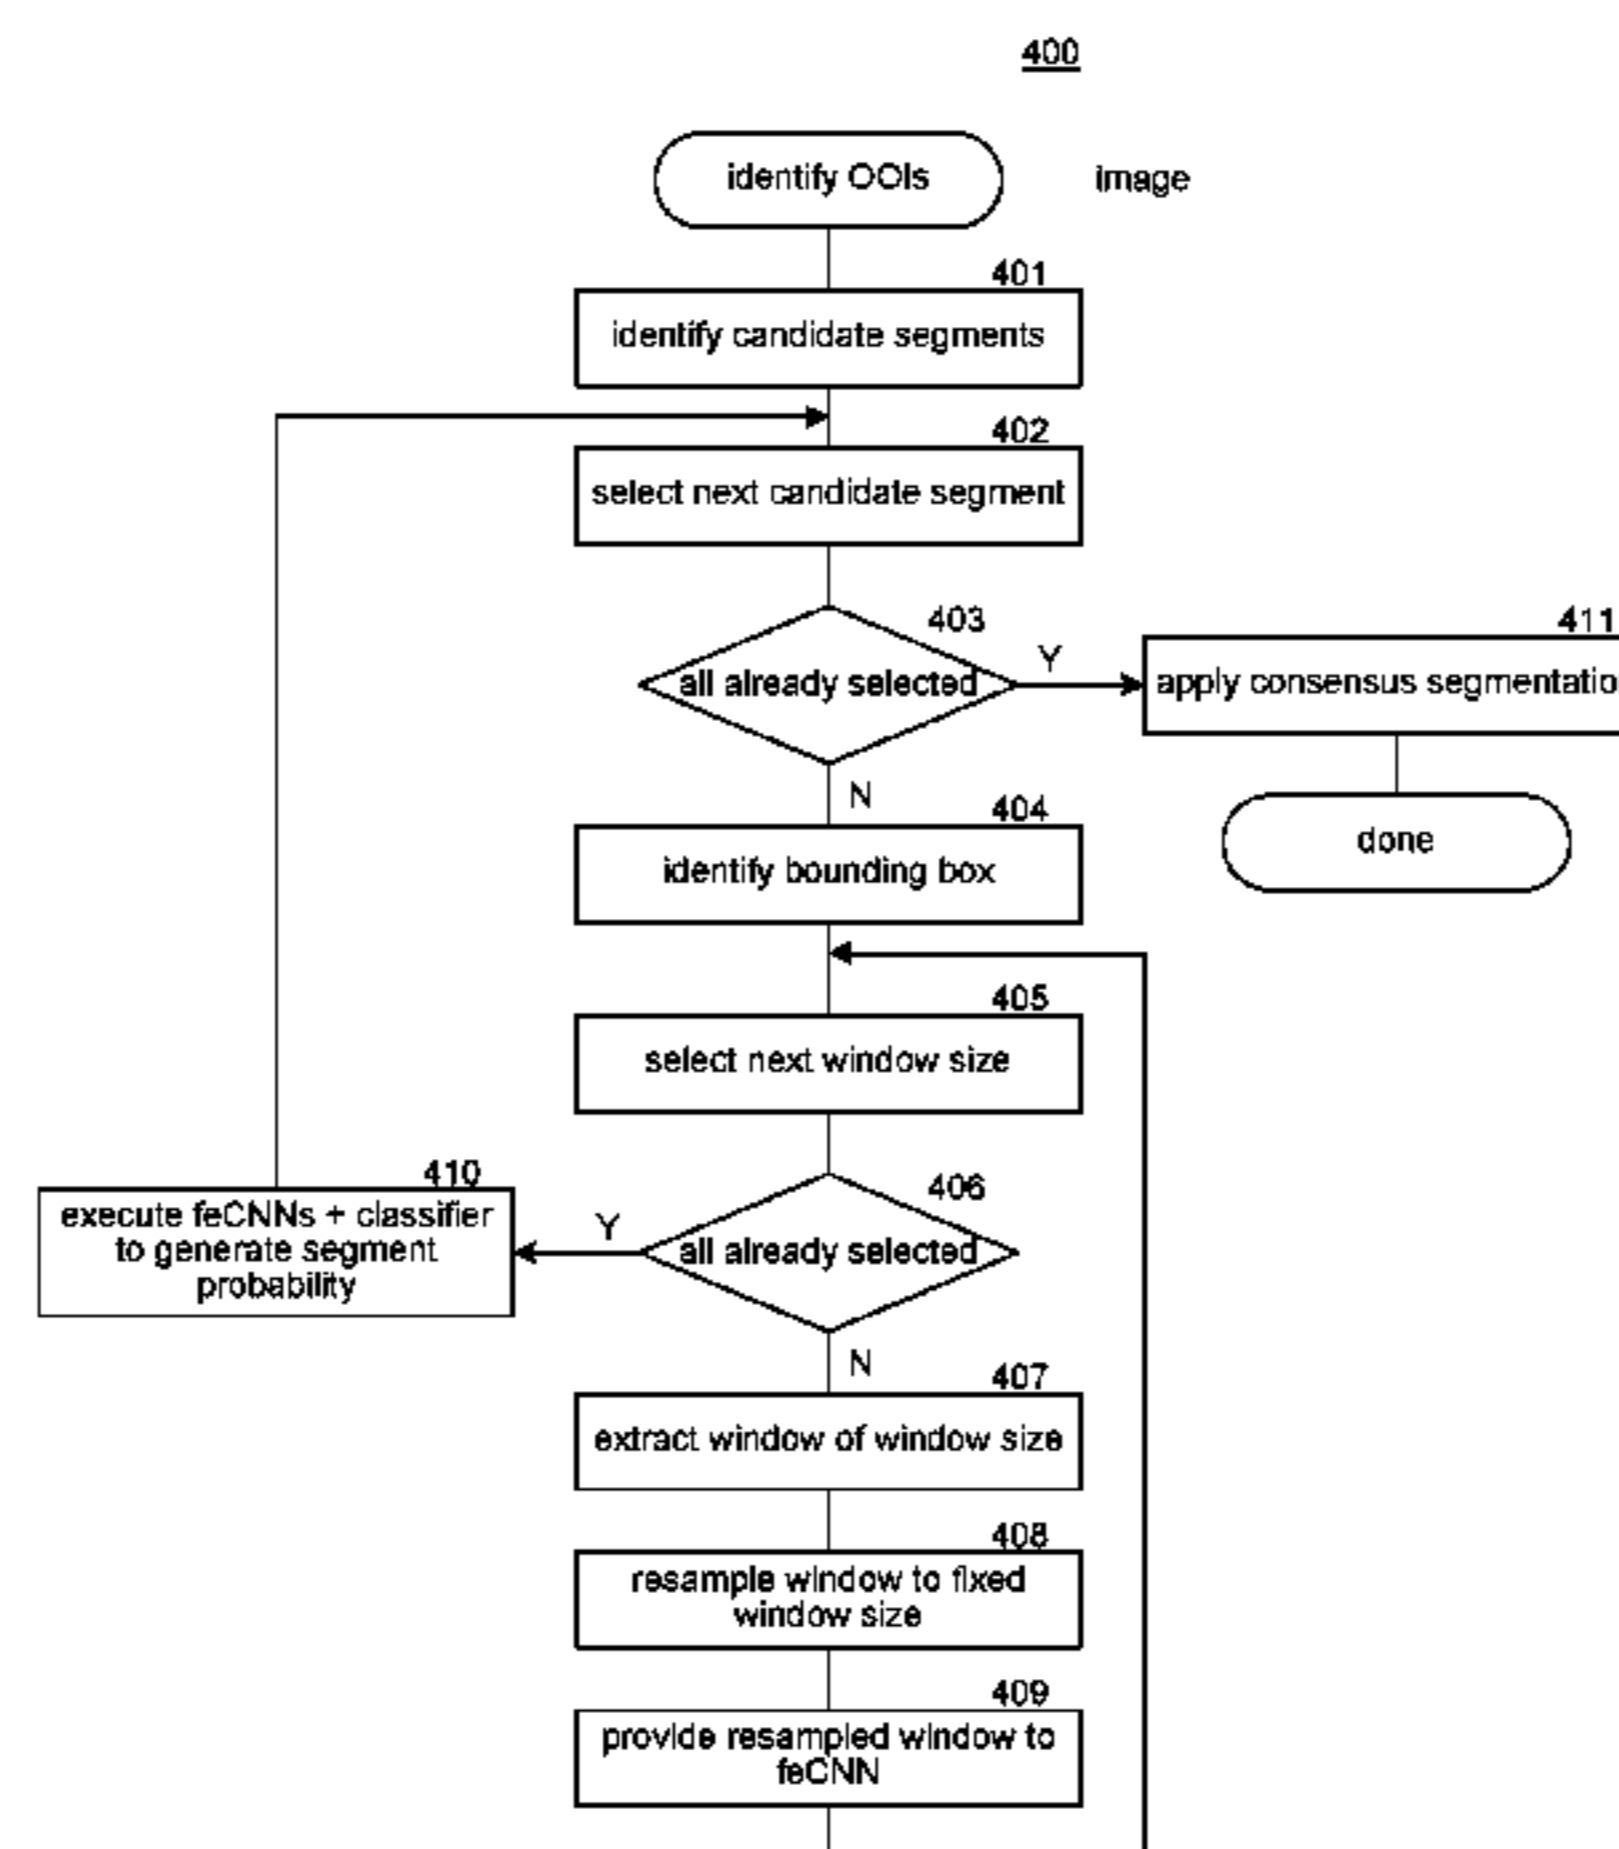 400
identify OOIs
image
401
identify candidate segments
402
select next candidate segment
403
all already selected
Y
N
411
apply consensus segmentatio
done
404
identify bounding box
405
select next window size
406
all already selected
Y
N
410
execute feCNNs + classifier
to generate segment
probability
407
extract window of window size
408
resample window to fixed
window size
409
provide resampled window to
feCNN